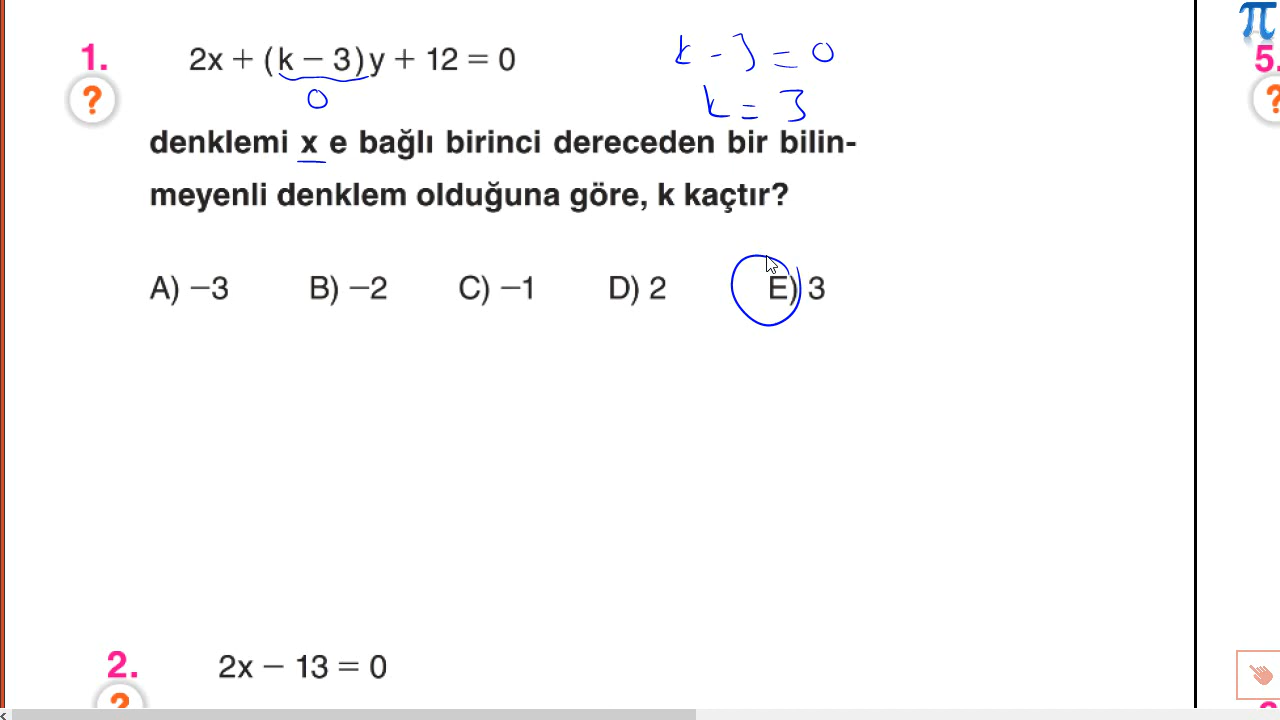 1. 2x + (k − 3)y + 12 = 0
0
k - 3 = 0
k = 3
denklemi x e bağlı birinci dereceden bir bilin-
meyenli denklem olduğuna göre, k kaçtır?
A) −3 B) −2 C) −1 D) 2 E) 3
2. 2x − 13 = 0
π
5.
?
?
?